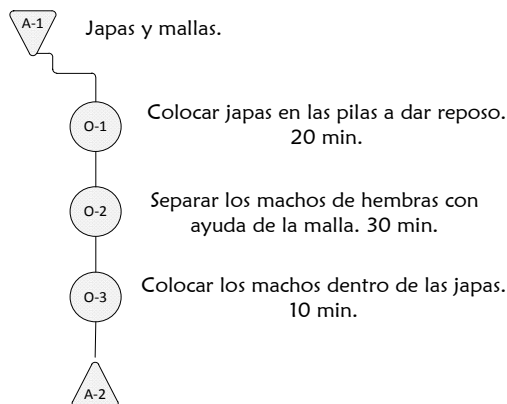 A-1
Japas y mallas.
O-1
Colocar japas en las pilas a dar reposo.
20 min.
O-2
Separar los machos de hembras con
ayuda de la malla. 30 min.
O-3
Colocar los machos dentro de las japas.
10 min.
A-2